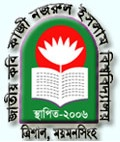 জাতীয় কবি কাজী নজরুল ইসলাম বিশ্ববিদ্যালয়
স্থাপিত-২০০৬
ত্রিশাল, ময়মনসিংহ